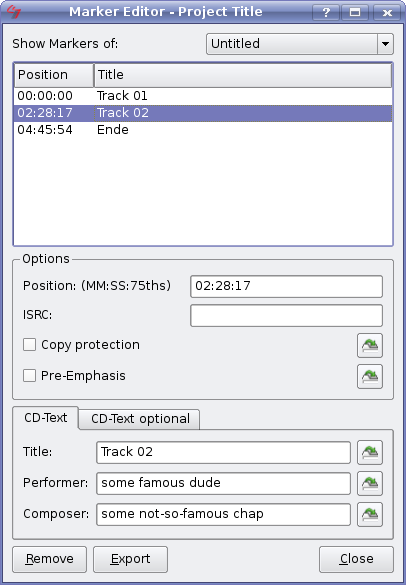 Marker Editor - Project Title
Show Markers of: Untitled
Position Title
00:00:00 Track 01
02:28:17 Track 02
04:45:54 Ende
Options
Position: (MM:SS:75ths) 02:28:17
ISRC:
Copy protection
Pre-Emphasis
CD-Text CD-Text optional
Title: Track 02
Performer: some famous dude
Composer: some not-so-famous chap
Remove Export Close